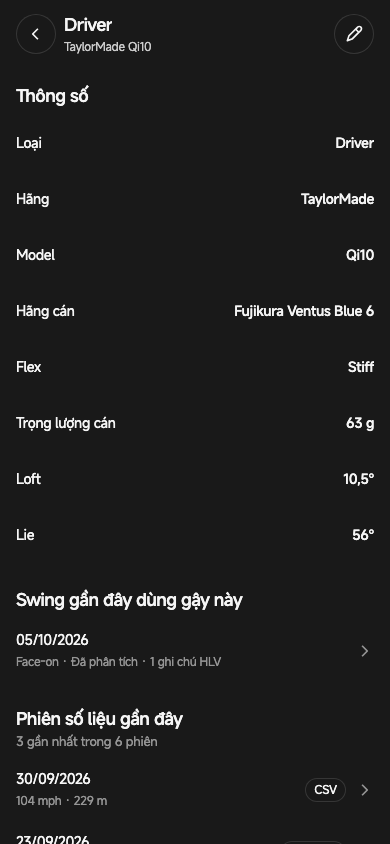 Driver
TaylorMade Qi10
Thông số
Loại Driver
Hãng TaylorMade
Model Qi10
Hãng cán Fujikura Ventus Blue 6
Flex Stiff
Trọng lượng cán 63 g
Loft 10,5°
Lie 56°
Swing gần đây dùng gậy này
05/10/2026
Face-on · Đã phân tích · 1 ghi chú HLV
Phiên số liệu gần đây
3 gần nhất trong 6 phiên
30/09/2026 CSV
104 mph · 229 m
23/09/2026